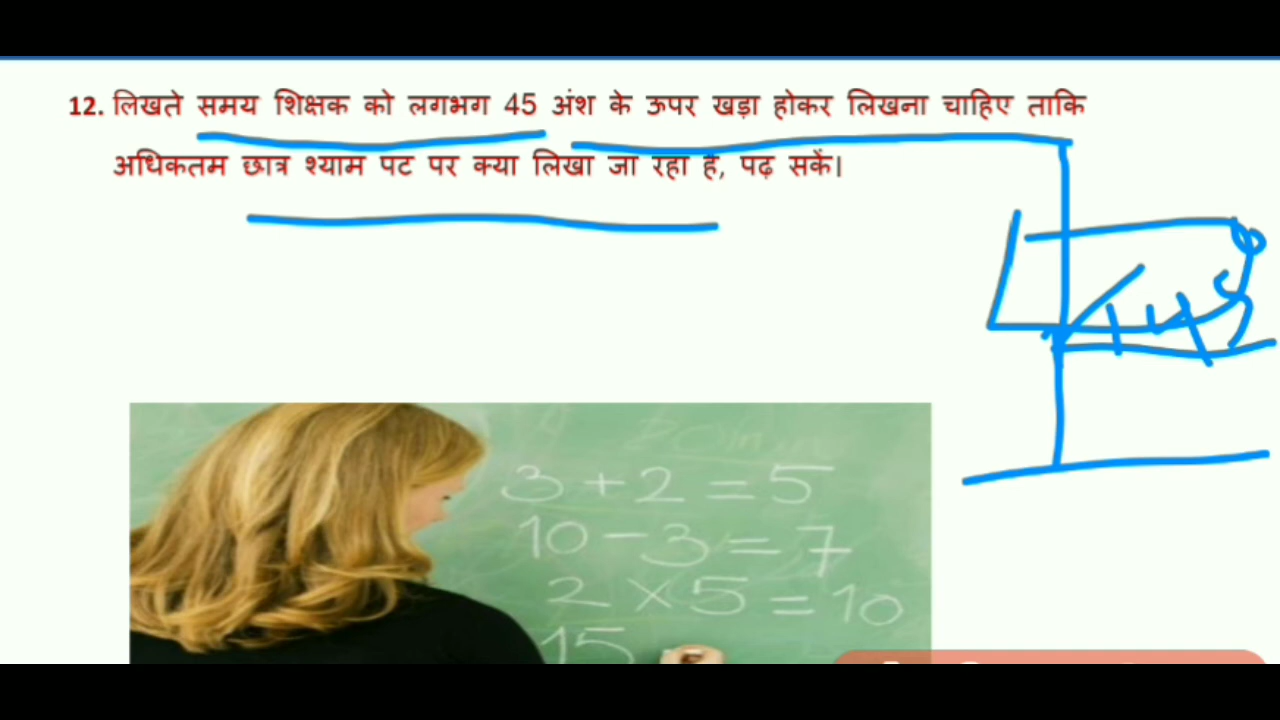 12. लिखते समय शिक्षक को लगभग 45 अंश के ऊपर खड़ा होकर लिखना चाहिए ताकि
अधिकतम छात्र श्याम पट पर क्या लिखा जा रहा है, पढ़ सकें।
45
3+2=5
10-3=7
2×5=10
15